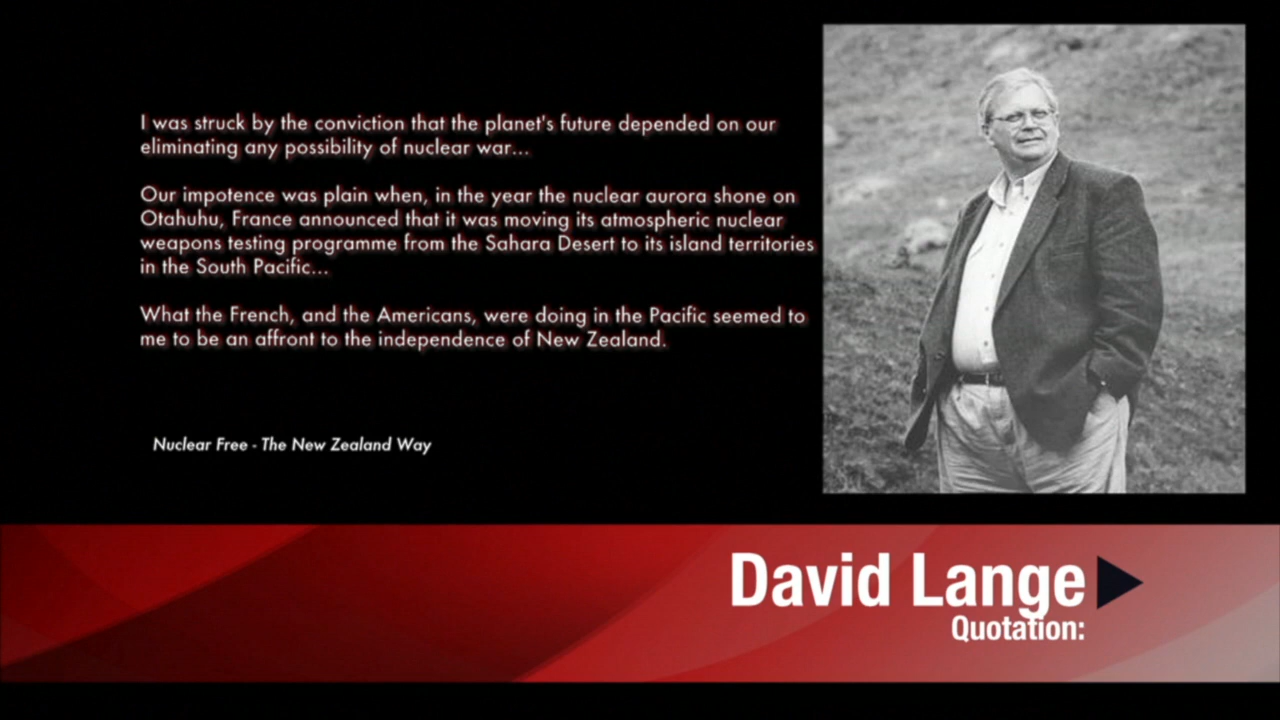 I was struck by the conviction that the planet's future depended on our
eliminating any possibility of nuclear war...
Our impotence was plain when, in the year the nuclear aurora shone on
Otahuhu, France announced that it was moving its atmospheric nuclear
weapons testing programme from the Sahara Desert to its island territories
in the South Pacific...
What the French, and the Americans, were doing in the Pacific seemed to
me to be an affront to the independence of New Zealand.
Nuclear Free - The New Zealand Way
David Lange
Quotation: